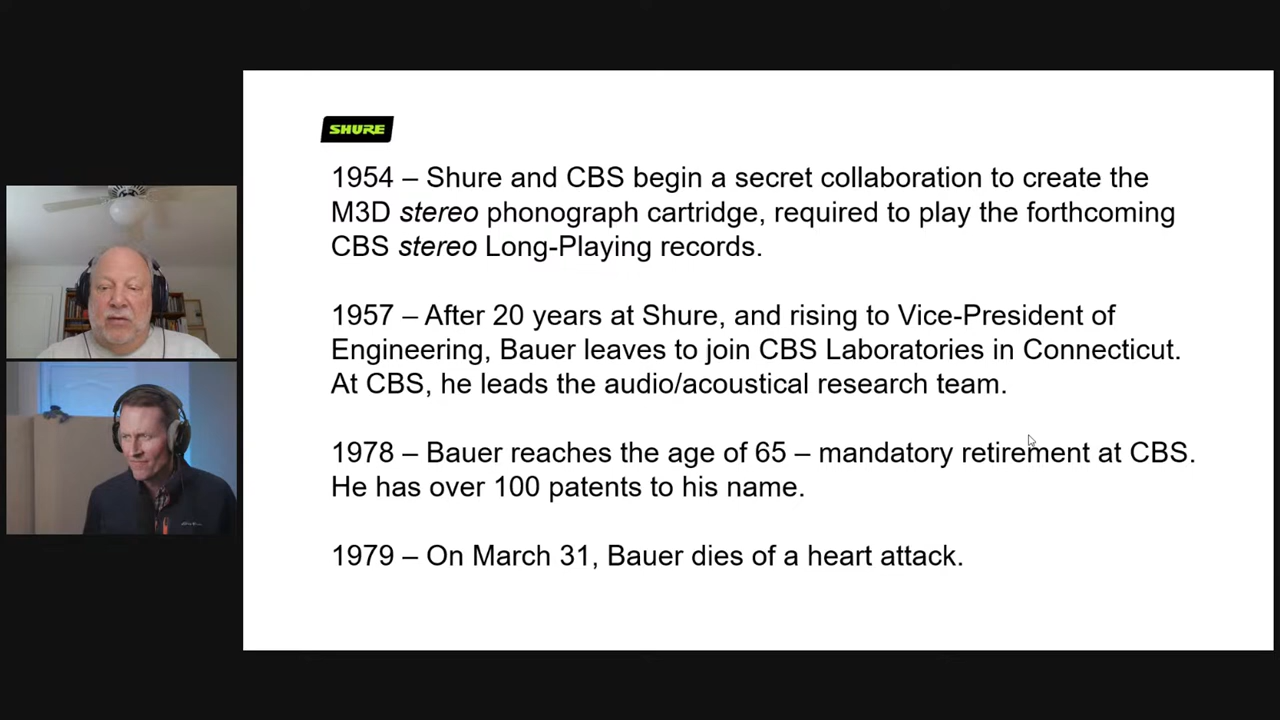 SHURE
1954 – Shure and CBS begin a secret collaboration to create the
M3D stereo phonograph cartridge, required to play the forthcoming
CBS stereo Long-Playing records.
1957 – After 20 years at Shure, and rising to Vice-President of
Engineering, Bauer leaves to join CBS Laboratories in Connecticut.
At CBS, he leads the audio/acoustical research team.
1978 – Bauer reaches the age of 65 – mandatory retirement at CBS.
He has over 100 patents to his name.
1979 – On March 31, Bauer dies of a heart attack.